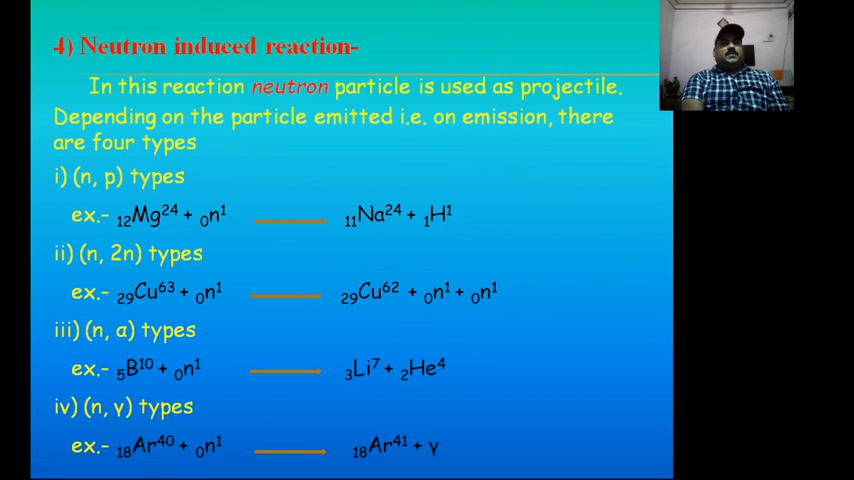 4) Neutron induced reaction-
In this reaction neutron particle is used as projectile.
Depending on the particle emitted i.e. on emission, there
are four types
i) (n, p) types
ex.- ₁₂Mg²⁴ + ₀n¹ → ₁₁Na²⁴ + ₁H¹
ii) (n, 2n) types
ex.- ₂₉Cu⁶³ + ₀n¹ → ₂₉Cu⁶² + ₀n¹ + ₀n¹
iii) (n, α) types
ex.- ₅B¹⁰ + ₀n¹ → ₃Li⁷ + ₂He⁴
iv) (n, γ) types
ex.- ₁₈Ar⁴⁰ + ₀n¹ → ₁₈Ar⁴¹ + γ